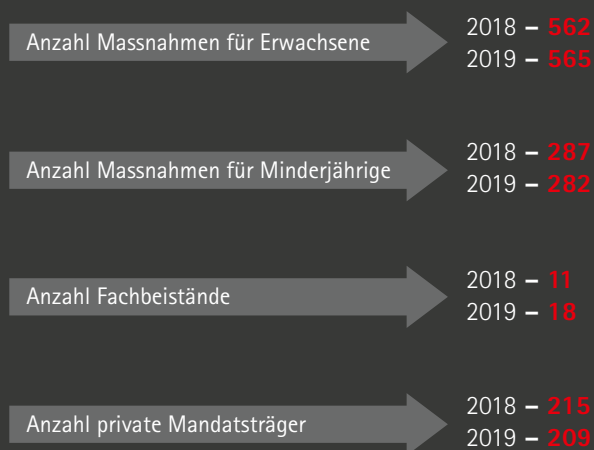 Anzahl Massnahmen für Erwachsene
2018 – 562
2019 – 565
Anzahl Massnahmen für Minderjährige
2018 – 287
2019 – 282
Anzahl Fachbeistände
2018 – 11
2019 – 18
Anzahl private Mandatsträger
2018 – 215
2019 – 209